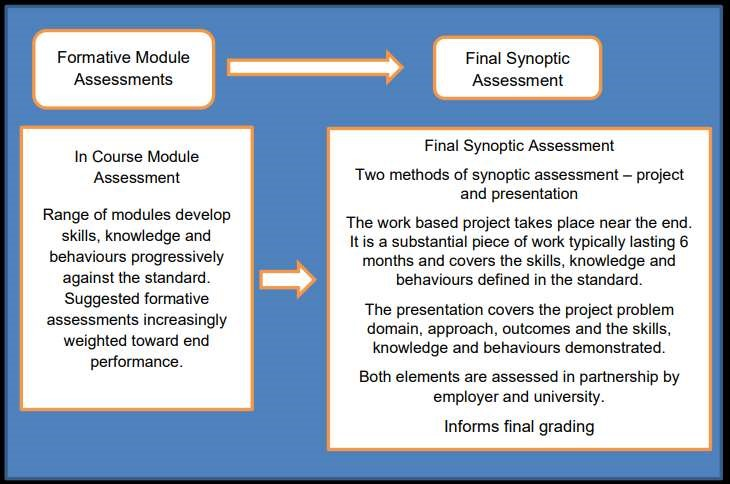 Formative Module
Assessments
Final Synoptic
Assessment
In Course Module
Assessment
Range of modules develop
skills, knowledge and
behaviours progressively
against the standard.
Suggested formative
assessments increasingly
weighted toward end
performance.
Final Synoptic Assessment
Two methods of synoptic assessment – project
and presentation
The work based project takes place near the end.
It is a substantial piece of work typically lasting 6
months and covers the skills, knowledge and
behaviours defined in the standard.
The presentation covers the project problem
domain, approach, outcomes and the skills,
knowledge and behaviours demonstrated.
Both elements are assessed in partnership by
employer and university.
Informs final grading